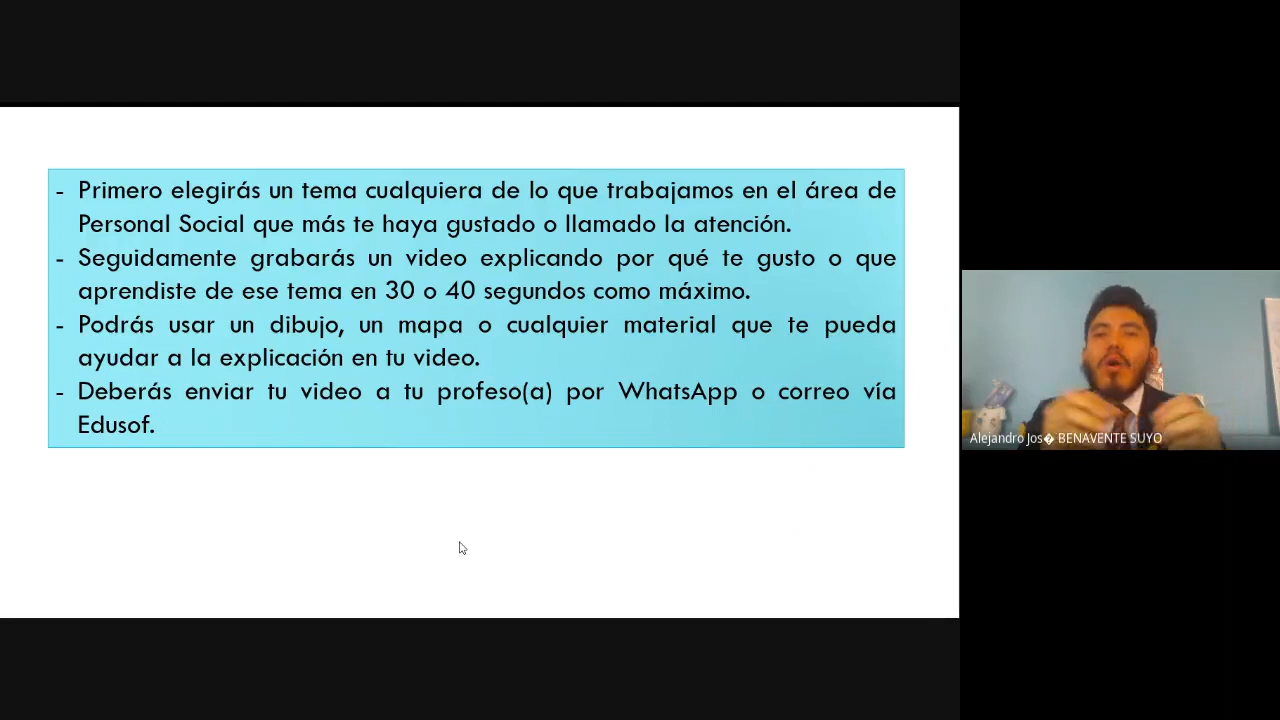 - Primero elegirás un tema cualquiera de lo que trabajamos en el área de
Personal Social que más te haya gustado o llamado la atención.
- Seguidamente grabarás un video explicando por qué te gusto o que
aprendiste de ese tema en 30 o 40 segundos como máximo.
- Podrás usar un dibujo, un mapa o cualquier material que te pueda
ayudar a la explicación en tu video.
- Deberás enviar tu video a tu profeso(a) por WhatsApp o correo vía
Edusof.
Alejandro Jos� BENAVENTE SUYO